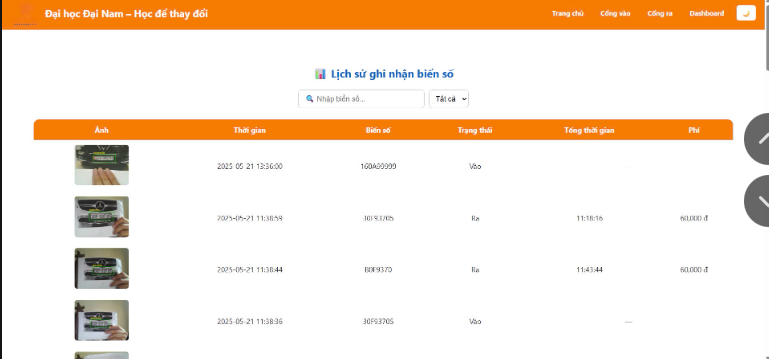 Đại học Đại Nam – Học để thay đổi
Trang chủ Cổng vào Cổng ra Dashboard
Lịch sử ghi nhận biển số
Nhập biển số...
Tất cả
Ảnh Thời gian Biển số Trạng thái Tổng thời gian Phí
2025-05-21 13:36:00 160A99999 Vào
2025-05-21 11:38:59 30F93705 Ra 11:18:16 60,000 đ
2025-05-21 11:38:44 B0F9370 Ra 11:43:44 60,000 đ
2025-05-21 11:38:36 30F93705 Vào —